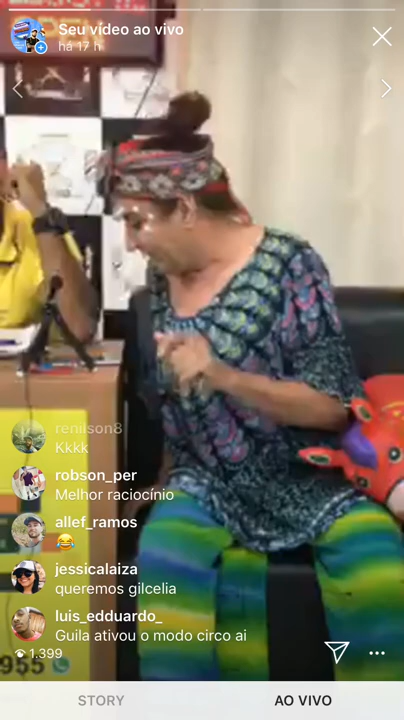 Seu vídeo ao vivo
há 17 h
renilson8
Kkkk
robson_per
Melhor raciocínio
allef_ramos
😂
jessicalaiza
queremos gilcelia
luis_edduardo_
Guila ativou o modo circo ai
1.399
955
STORY
AO VIVO